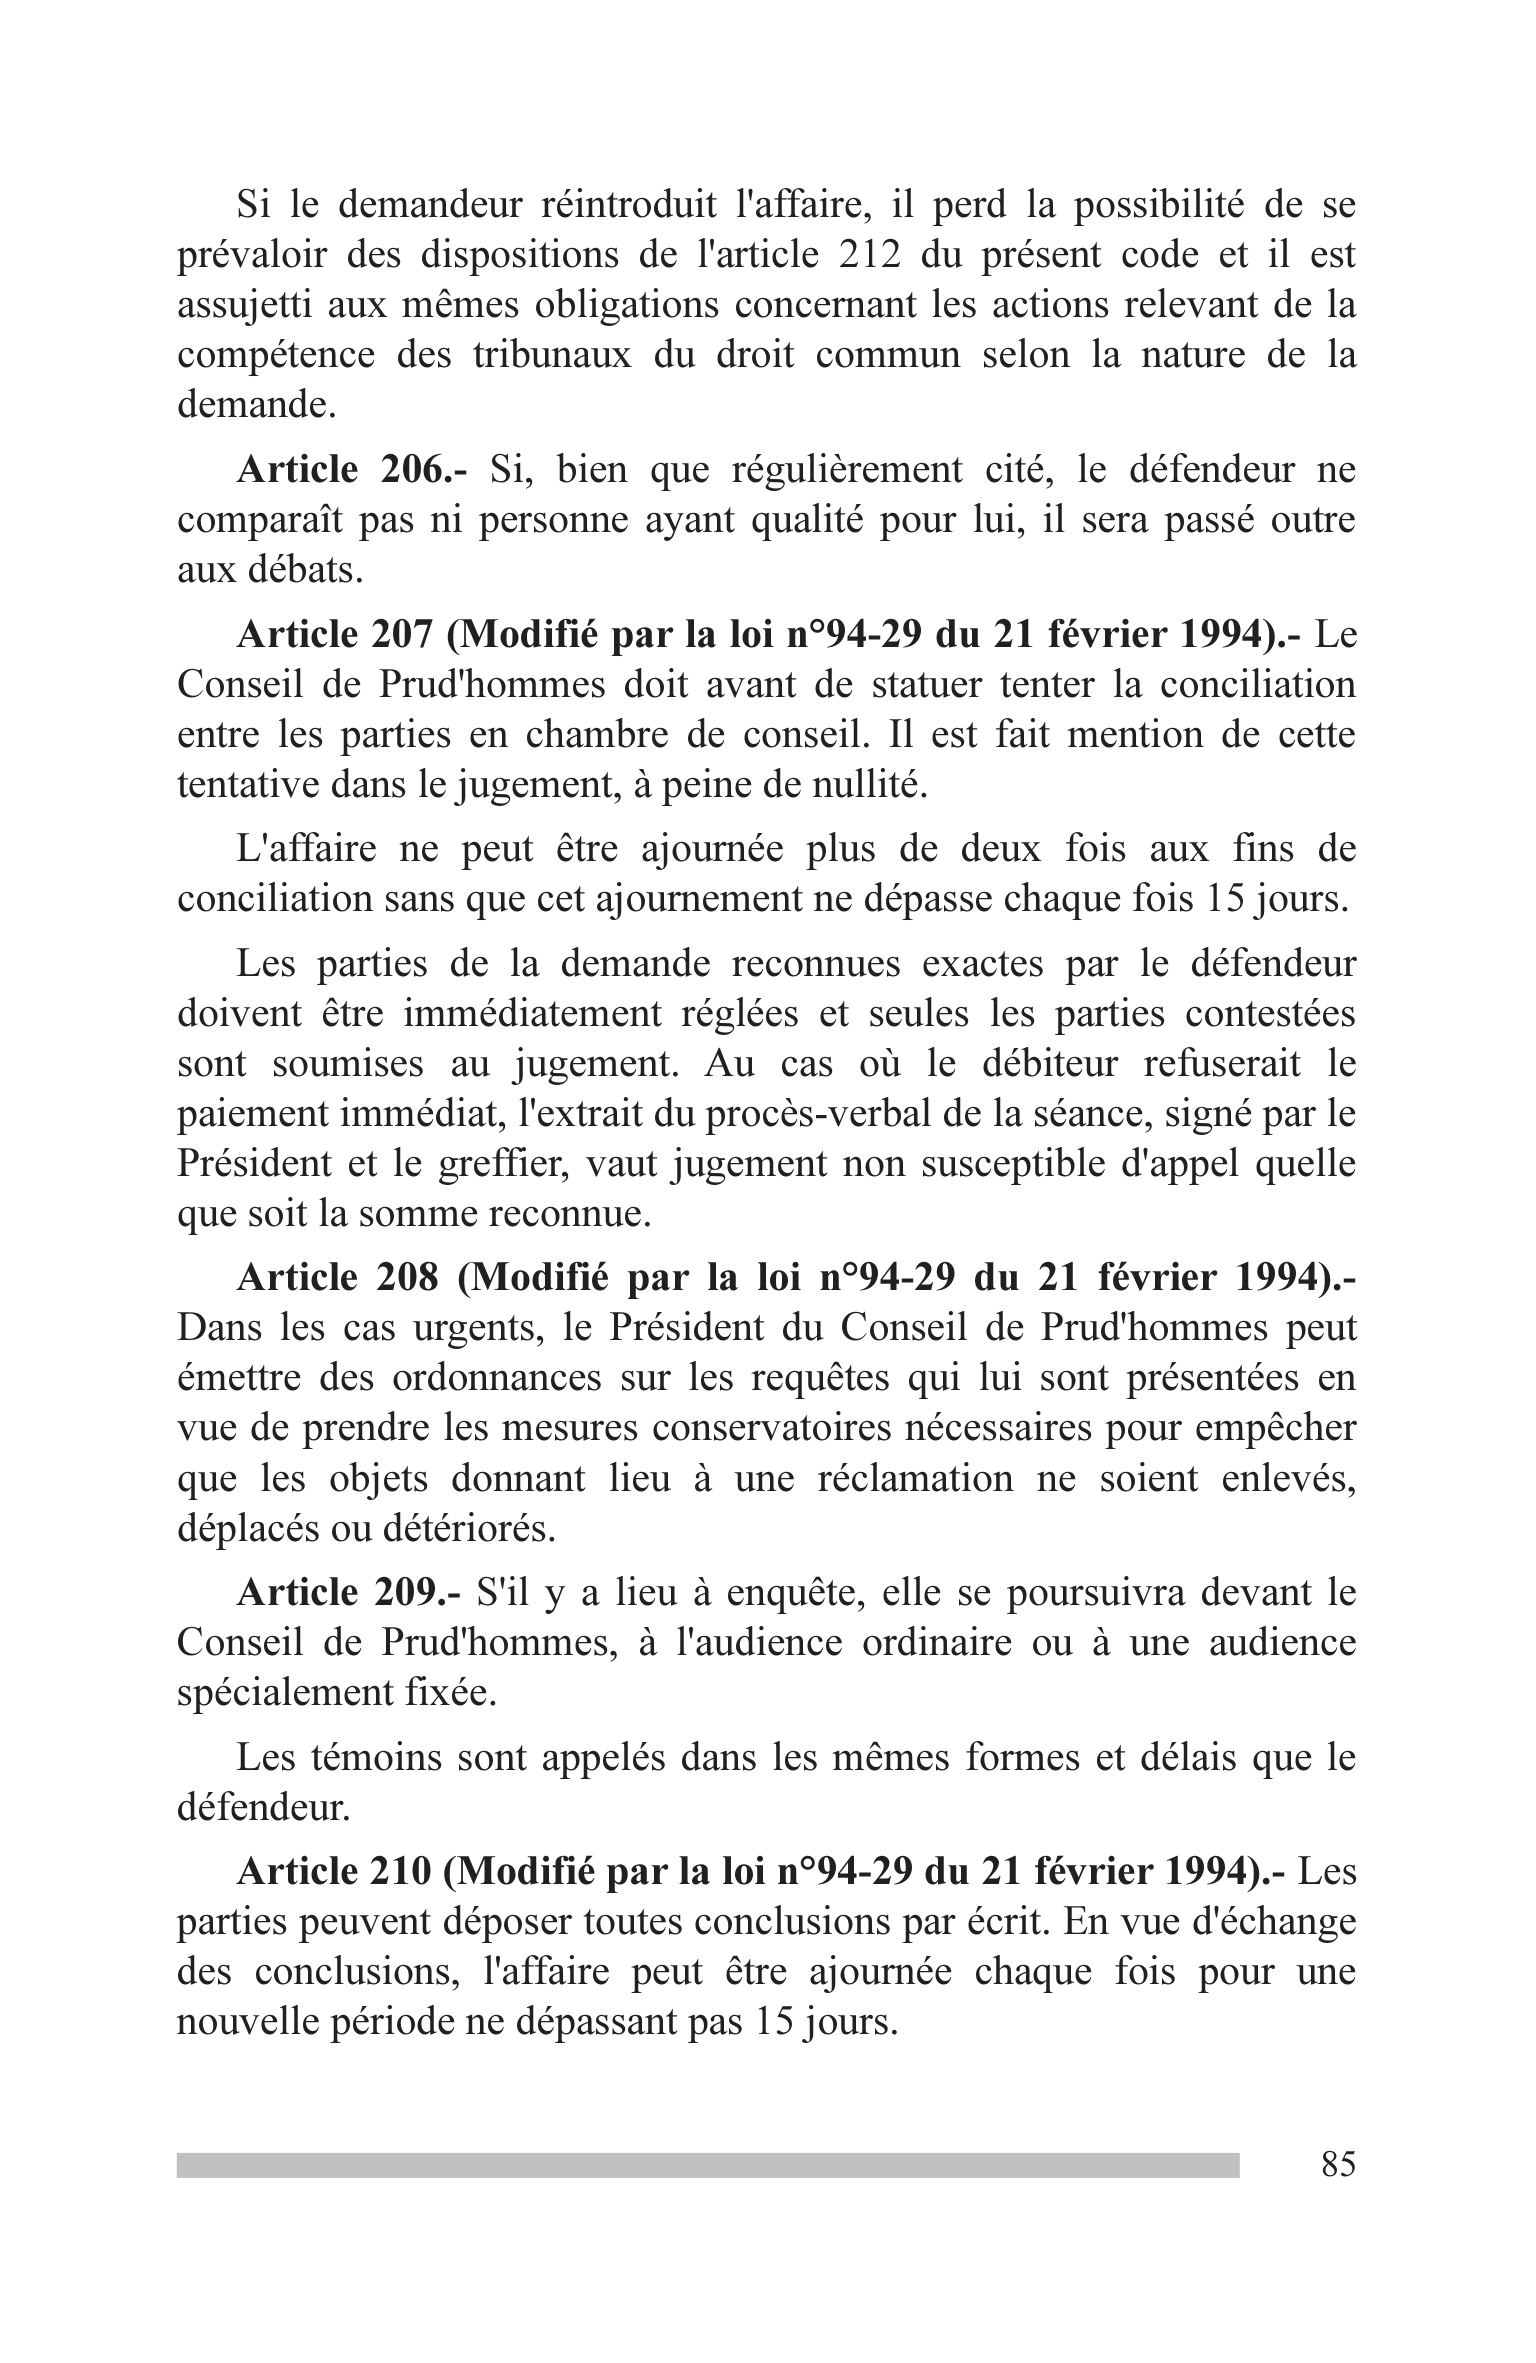 Si le demandeur réintroduit l'affaire, il perd la possibilité de se
prévaloir des dispositions de l'article 212 du présent code et il est
assujetti aux mêmes obligations concernant les actions relevant de la
compétence des tribunaux du droit commun selon la nature de la
demande.
Article 206.- Si, bien que régulièrement cité, le défendeur ne
comparaît pas ni personne ayant qualité pour lui, il sera passé outre
aux débats.
Article 207 (Modifié par la loi n°94-29 du 21 février 1994).- Le
Conseil de Prud'hommes doit avant de statuer tenter la conciliation
entre les parties en chambre de conseil. Il est fait mention de cette
tentative dans le jugement, à peine de nullité.
L'affaire ne peut être ajournée plus de deux fois aux fins de
conciliation sans que cet ajournement ne dépasse chaque fois 15 jours.
Les parties de la demande reconnues exactes par le défendeur
doivent être immédiatement réglées et seules les parties contestées
sont soumises au jugement. Au cas où le débiteur refuserait le
paiement immédiat, l'extrait du procès-verbal de la séance, signé par le
Président et le greffier, vaut jugement non susceptible d'appel quelle
que soit la somme reconnue.
Article 208 (Modifié par la loi n°94-29 du 21 février 1994).-
Dans les cas urgents, le Président du Conseil de Prud'hommes peut
émettre des ordonnances sur les requêtes qui lui sont présentées en
vue de prendre les mesures conservatoires nécessaires pour empêcher
que les objets donnant lieu à une réclamation ne soient enlevés,
déplacés ou détériorés.
Article 209.- S'il y a lieu à enquête, elle se poursuivra devant le
Conseil de Prud'hommes, à l'audience ordinaire ou à une audience
spécialement fixée.
Les témoins sont appelés dans les mêmes formes et délais que le
défendeur.
Article 210 (Modifié par la loi n°94-29 du 21 février 1994).- Les
parties peuvent déposer toutes conclusions par écrit. En vue d'échange
des conclusions, l'affaire peut être ajournée chaque fois pour une
nouvelle période ne dépassant pas 15 jours.
85